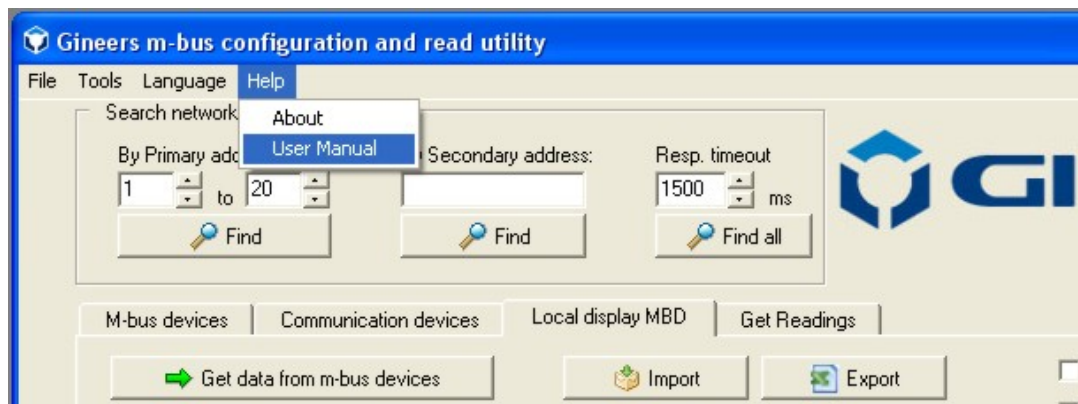 Gineers m-bus configuration and read utility
File Tools Language Help
Search network
About
User Manual
By Primary add
Secondary address:
Resp. timeout
1 to 20
1500 ms
Find
Find
Find all
GI
M-bus devices
Communication devices
Local display MBD
Get Readings
Get data from m-bus devices
Import
Export